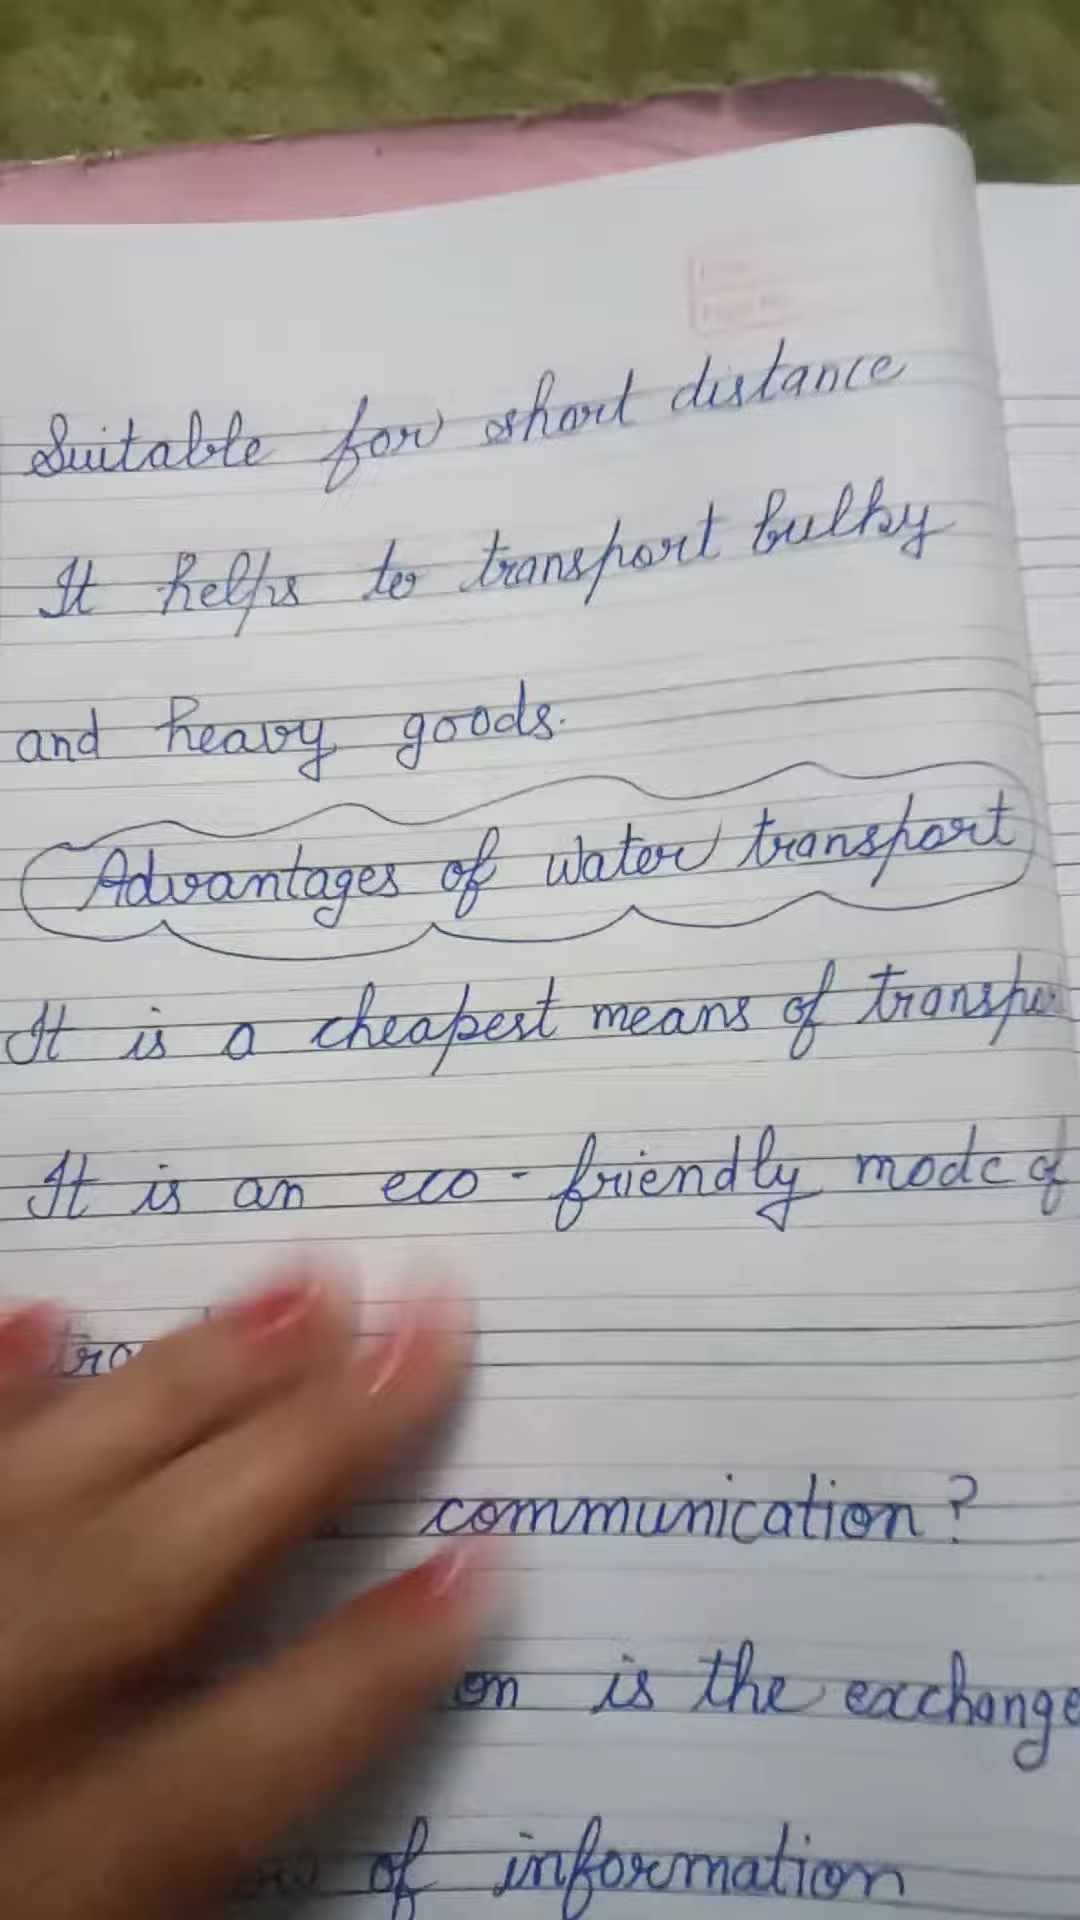 Suitable for short distance
It helps to transport bulky
and heavy goods.
Advantages of water transport
It is a cheapest means of
It is an eco-friendly mode of
communication?
is the exchange
of information